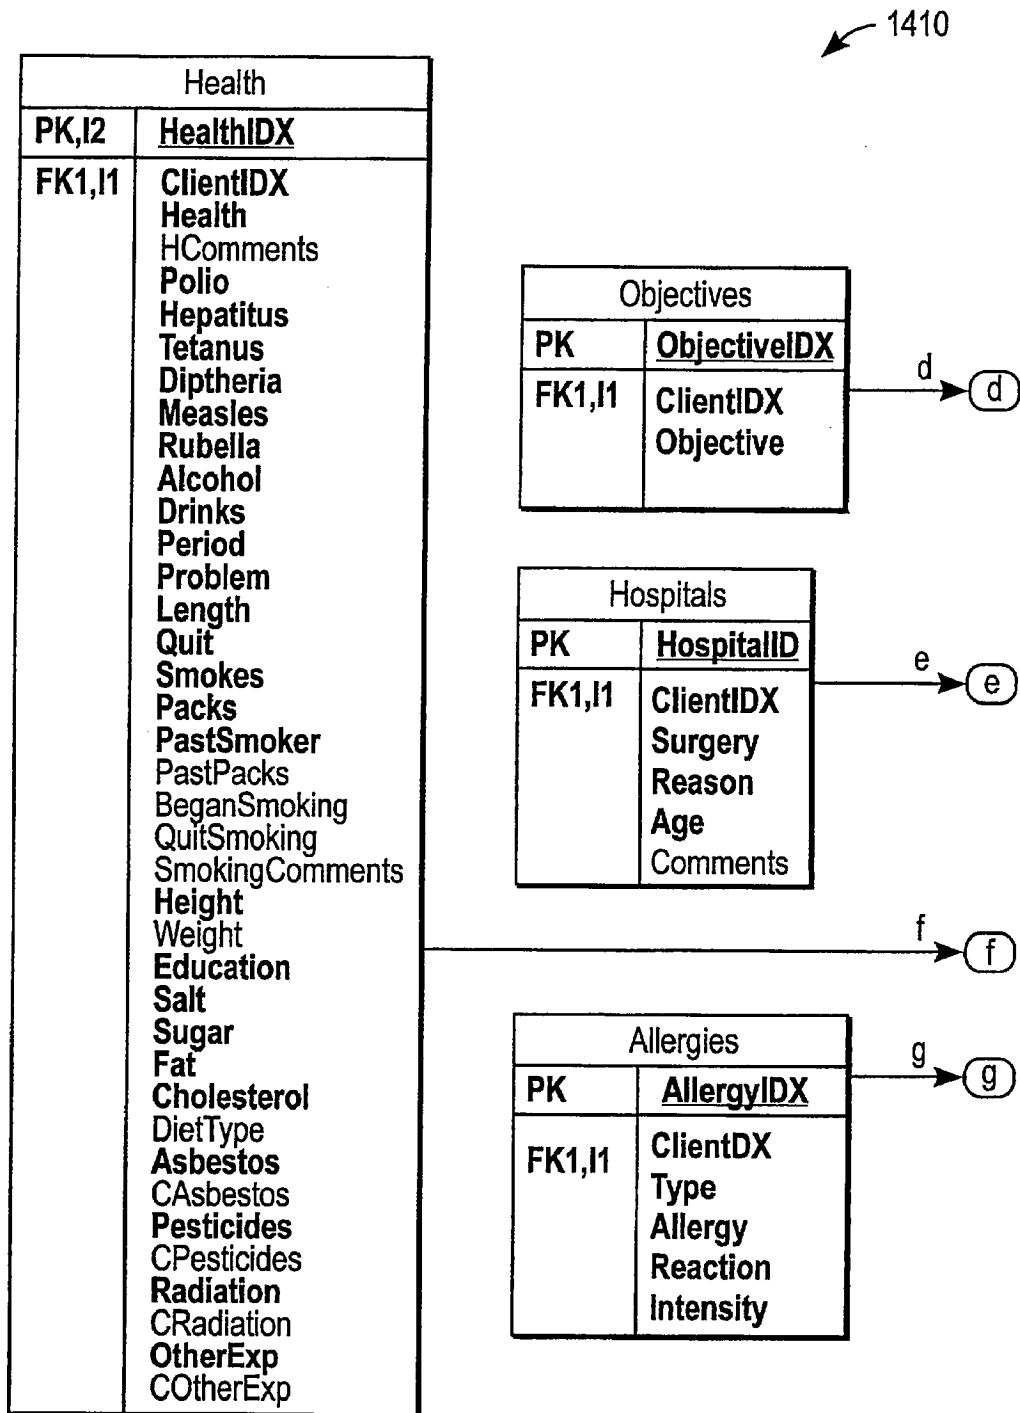 1410
Health
PK,I2 HealthIDX
FK1,I1 ClientIDX
Health
HComments
Polio
Hepatitus
Tetanus
Diptheria
Measles
Rubella
Alcohol
Drinks
Period
Problem
Length
Quit
Smokes
Packs
PastSmoker
PastPacks
BeganSmoking
QuitSmoking
SmokingComments
Height
Weight
Education
Salt
Sugar
Fat
Cholesterol
DietType
Asbestos
CAsbestos
Pesticides
CPesticides
Radiation
CRadiation
OtherExp
COtherExp
Objectives
PK ObjectiveIDX
FK1,I1 ClientIDX
Objective
d
d
Hospitals
PK HospitalID
FK1,I1 ClientIDX
Surgery
Reason
Age
Comments
e
e
f
f
Allergies
PK AllergyIDX
FK1,I1 ClientDX
Type
Allergy
Reaction
Intensity
g
g